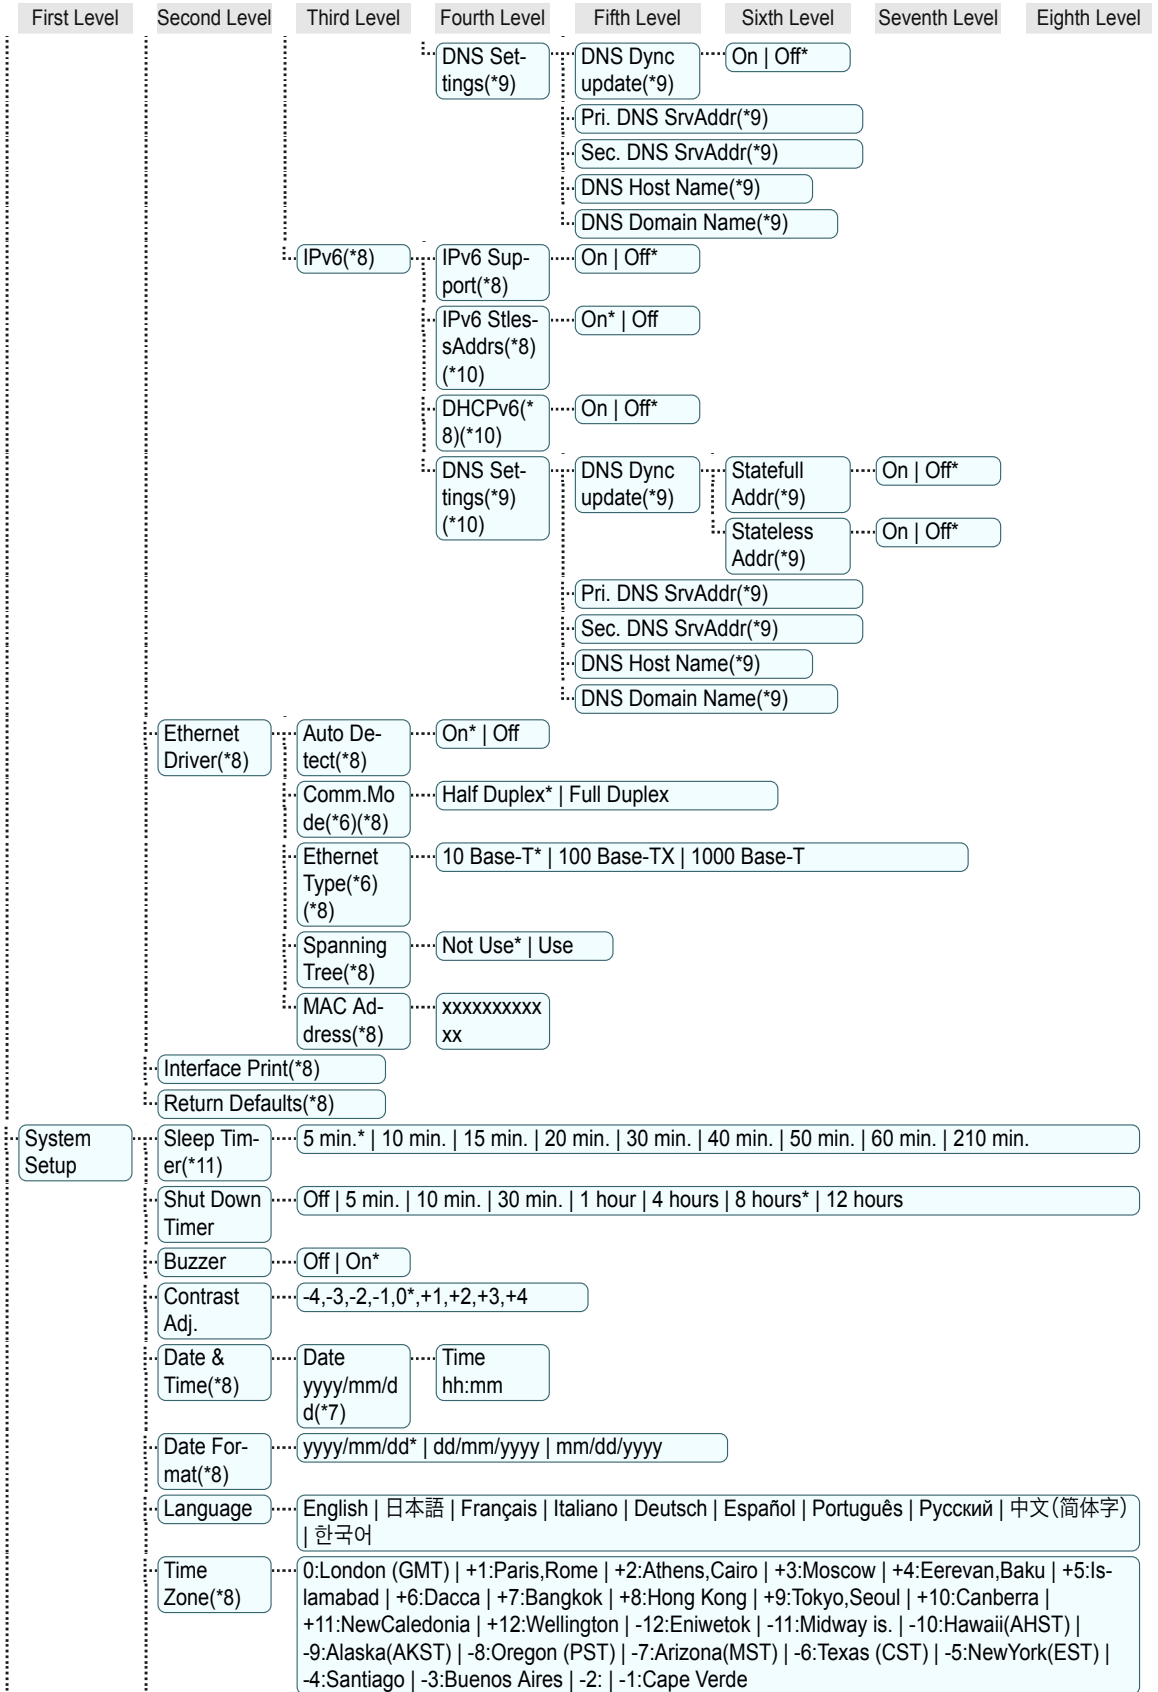 First Level Second Level Third Level Fourth Level Fifth Level Sixth Level Seventh Level Eighth Level
DNS Set-
tings(*9)
DNS Dync
update(*9)
On | Off*
Pri. DNS SrvAddr(*9)
Sec. DNS SrvAddr(*9)
DNS Host Name(*9)
DNS Domain Name(*9)
IPv6(*8)
IPv6 Sup-
port(*8)
On | Off*
IPv6 Stles-
sAddrs(*8)
(*10)
On* | Off
DHCPv6(*
8)(*10)
On | Off*
DNS Set-
tings(*9)
(*10)
DNS Dync
update(*9)
Statefull
Addr(*9)
On | Off*
Stateless
Addr(*9)
On | Off*
Pri. DNS SrvAddr(*9)
Sec. DNS SrvAddr(*9)
DNS Host Name(*9)
DNS Domain Name(*9)
Ethernet
Driver(*8)
Auto De-
tect(*8)
On* | Off
Comm.Mo
de(*6)(*8)
Half Duplex* | Full Duplex
Ethernet
Type(*6)
(*8)
10 Base-T* | 100 Base-TX | 1000 Base-T
Spanning
Tree(*8)
Not Use* | Use
MAC Ad-
dress(*8)
xxxxxxxxxx
xx
Interface Print(*8)
Return Defaults(*8)
System
Setup
Sleep Tim-
er(*11)
5 min.* | 10 min. | 15 min. | 20 min. | 30 min. | 40 min. | 50 min. | 60 min. | 210 min.
Shut Down
Timer
Off | 5 min. | 10 min. | 30 min. | 1 hour | 4 hours | 8 hours* | 12 hours
Buzzer
Off | On*
Contrast
Adj.
-4,-3,-2,-1,0*,+1,+2,+3,+4
Date &
Time(*8)
Date
yyyy/mm/d
d(*7)
Time
hh:mm
Date For-
mat(*8)
yyyy/mm/dd* | dd/mm/yyyy | mm/dd/yyyy
Language
English | 日本語 | Français | Italiano | Deutsch | Español | Português | Русский | 中文(简体字)
| 한국어
Time
Zone(*8)
0:London (GMT) | +1:Paris,Rome | +2:Athens,Cairo | +3:Moscow | +4:Eerevan,Baku | +5:Is-
lamabad | +6:Dacca | +7:Bangkok | +8:Hong Kong | +9:Tokyo,Seoul | +10:Canberra |
+11:NewCaledonia | +12:Wellington | -12:Eniwetok | -11:Midway is. | -10:Hawaii(AHST) |
-9:Alaska(AKST) | -8:Oregon (PST) | -7:Arizona(MST) | -6:Texas (CST) | -5:NewYork(EST) |
-4:Santiago | -3:Buenos Aires | -2: | -1:Cape Verde